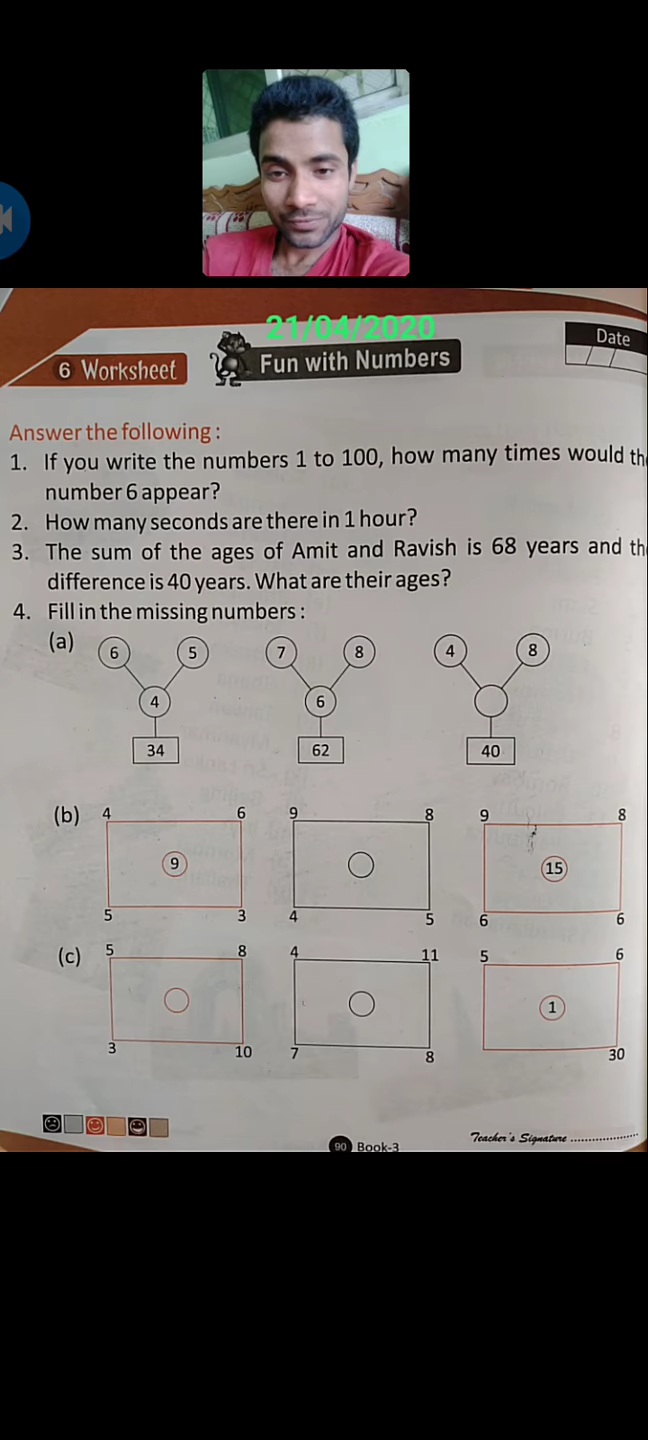 21/04/2020
6 Worksheet
Fun with Numbers
Date
Answer the following :
1. If you write the numbers 1 to 100, how many times would the
number 6 appear?
2. How many seconds are there in 1 hour?
3. The sum of the ages of Amit and Ravish is 68 years and the
difference is 40 years. What are their ages?
4. Fill in the missing numbers :
(a) 6 5 7 8 4 8
4 6
34 62 40
(b) 4 6 9 8 9 8
9 15
5 3 4 5 6 6
(c) 5 8 4 11 5 6
1
3 10 7 8 30
90 Book-3
Teacher's Signature ..................